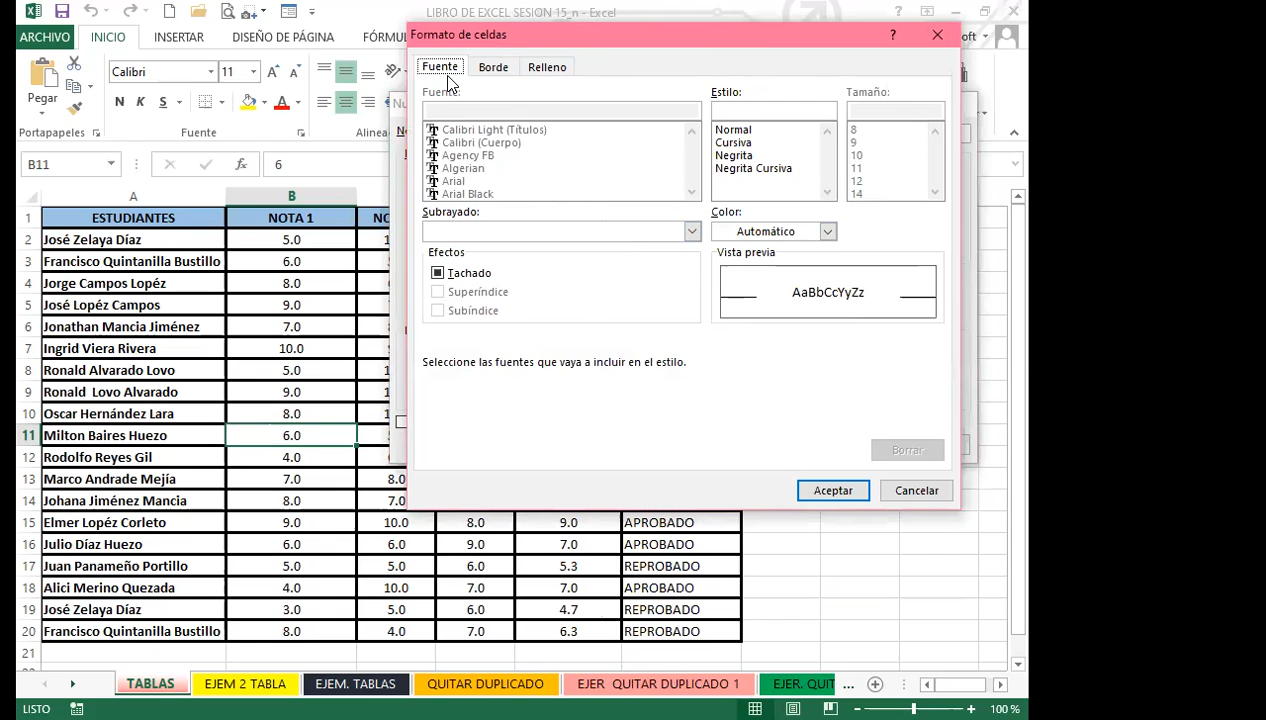 LIBRO DE EXCEL SESION 15_n - Excel
ARCHIVO INICIO INSERTAR DISEÑO DE PÁGINA FÓRMU
Formato de celdas
Fuente Borde Relleno
Calibri 11
Pegar
N K S
Portapapeles Fuente Alinea
B11 6
Fuente: Estilo: Tamaño:
Calibri Light (Títulos) Normal 8
Calibri (Cuerpo) Cursiva 9
Agency FB Negrita 10
Algerian Negrita Cursiva 11
Arial 12
Arial Black 14
Subrayado: Color:
Automático
Efectos Vista previa
Tachado
Superíndice
Subíndice
AaBbCcYyZz
Seleccione las fuentes que vaya a incluir en el estilo.
Borrar
Aceptar Cancelar
A B
1 ESTUDIANTES NOTA 1
2 José Zelaya Díaz 5.0
3 Francisco Quintanilla Bustillo 6.0
4 Jorge Campos Lopéz 8.0
5 José Lopéz Campos 9.0
6 Jonathan Mancia Jiménez 7.0
7 Ingrid Viera Rivera 10.0
8 Ronald Alvarado Lovo 5.0
9 Ronald Lovo Alvarado 9.0
10 Oscar Hernández Lara 8.0
11 Milton Baires Huezo 6.0
12 Rodolfo Reyes Gil 4.0
13 Marco Andrade Mejía 7.0 8.0
14 Johana Jiménez Mancia 8.0 7.0
15 Elmer Lopéz Corleto 9.0 10.0 8.0 9.0 APROBADO
16 Julio Díaz Huezo 6.0 6.0 9.0 7.0 APROBADO
17 Juan Panameño Portillo 5.0 5.0 6.0 5.3 REPROBADO
18 Alici Merino Quezada 4.0 10.0 7.0 7.0 APROBADO
19 José Zelaya Díaz 3.0 5.0 6.0 4.7 REPROBADO
20 Francisco Quintanilla Bustillo 8.0 4.0 7.0 6.3 REPROBADO
21
TABLAS EJEM 2 TABLA EJEM. TABLAS QUITAR DUPLICADO EJER QUITAR DUPLICADO 1 EJER. QUIT ...
LISTO 100 %